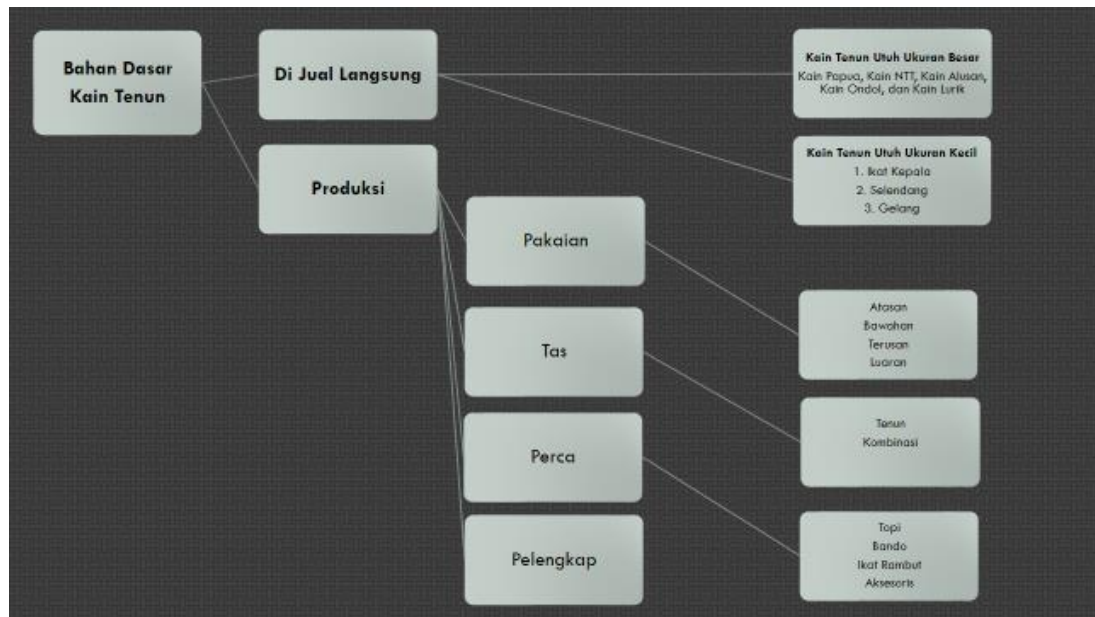 Bahan Dasar
Kain Tenun
Di Jual Langsung
Kain Tenun Utuh Ukuran Besar
Kain Papua, Kain NTT, Kain Alusan,
Kain Ondol, dan Kain Lurik
Kain Tenun Utuh Ukuran Kecil
1. Ikat Kepala
2. Selendang
3. Gelang
Produksi
Pakaian
Atasan
Bawahan
Terusan
Luaran
Tas
Tenun
Kombinasi
Perca
Topi
Bando
Ikat Rambut
Aksesoris
Pelengkap